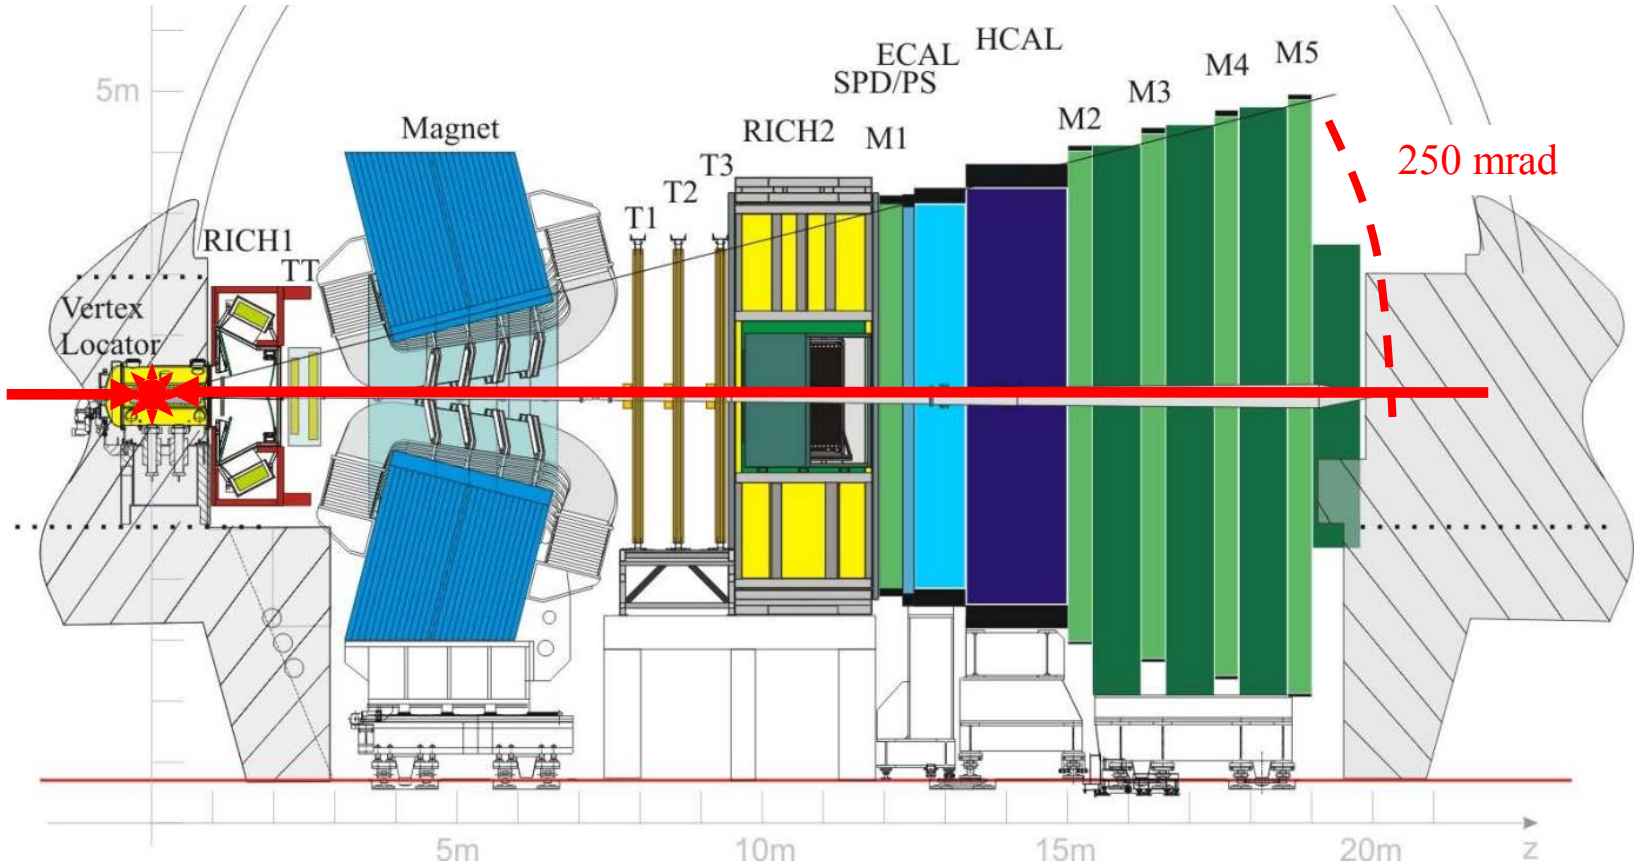 HCAL
ECAL
SPD/PS
M5
M4
M3
M2
M1
5m
Magnet
RICH2
T3
T2
T1
250 mrad
RICH1
TT
Vertex
Locator
5m
10m
15m
20m
z